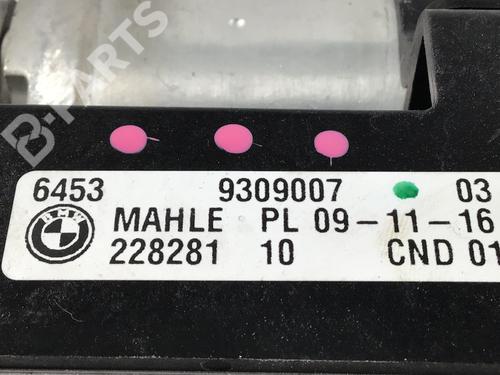 B-PARTS
6453 9309007 03
BMW MAHLE PL 09-11-16
228281 10 CND 01